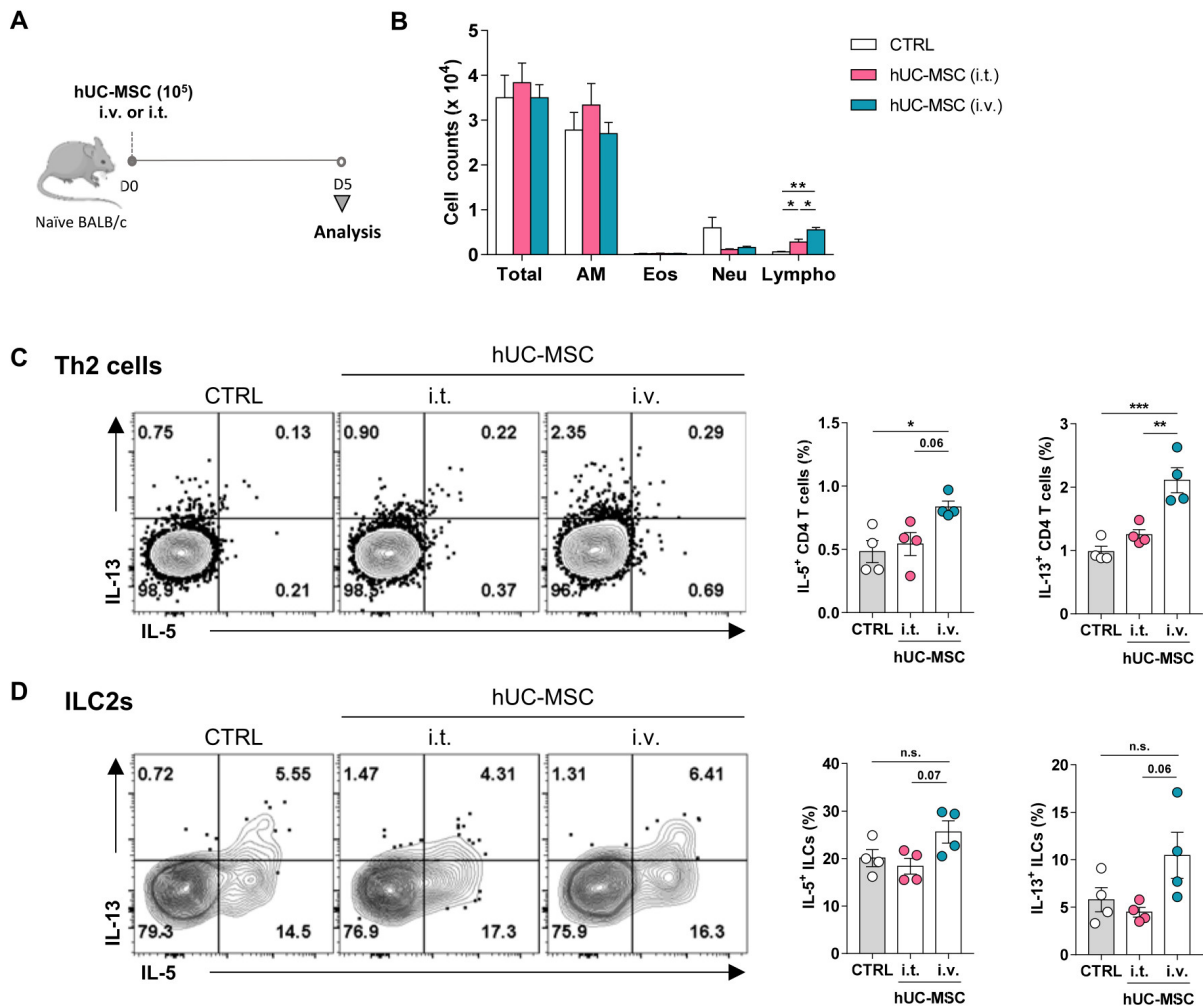 A
hUC-MSC (10⁵)
i.v. or i.t.
D0
D5
Naïve BALB/c
Analysis
B
Cell counts (x 10⁴)
5
4
3
2
1
0
Total AM Eos Neu Lympho
**
* *
CTRL
hUC-MSC (i.t.)
hUC-MSC (i.v.)
C Th2 cells
hUC-MSC
CTRL i.t. i.v.
0.75 0.13 0.90 0.22 2.35 0.29
98.9 0.21 0.37 0.69
IL-13
IL-5
IL-5⁺ CD4 T cells (%)
1.5
1.0
0.5
0.0
*
0.06
CTRL i.t. i.v.
hUC-MSC
IL-13⁺ CD4 T cells (%)
3
2
1
0
***
**
CTRL i.t. i.v.
hUC-MSC
D ILC2s
hUC-MSC
CTRL i.t. i.v.
0.72 5.55 1.47 4.31 1.31 6.41
79.3 14.5 76.9 17.3 75.9 16.3
IL-13
IL-5
IL-5⁺ ILCs (%)
40
30
20
10
0
n.s.
0.07
CTRL i.t. i.v.
hUC-MSC
IL-13⁺ ILCs (%)
20
15
10
5
0
n.s.
0.06
CTRL i.t. i.v.
hUC-MSC